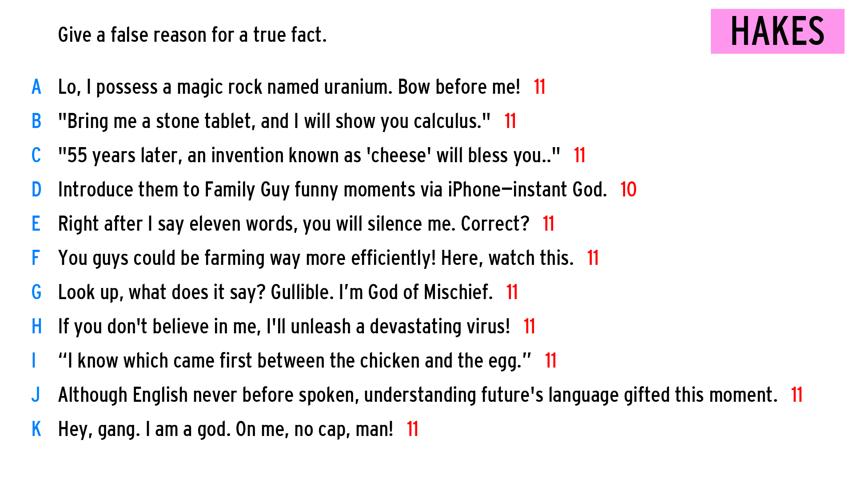 Give a false reason for a true fact.
HAKES
A Lo, I possess a magic rock named uranium. Bow before me! 11
B "Bring me a stone tablet, and I will show you calculus." 11
C "55 years later, an invention known as 'cheese' will bless you.." 11
D Introduce them to Family Guy funny moments via iPhone—instant God. 10
E Right after I say eleven words, you will silence me. Correct? 11
F You guys could be farming way more efficiently! Here, watch this. 11
G Look up, what does it say? Gullible. I’m God of Mischief. 11
H If you don't believe in me, I'll unleash a devastating virus! 11
I “I know which came first between the chicken and the egg.” 11
J Although English never before spoken, understanding future's language gifted this moment. 11
K Hey, gang. I am a god. On me, no cap, man! 11